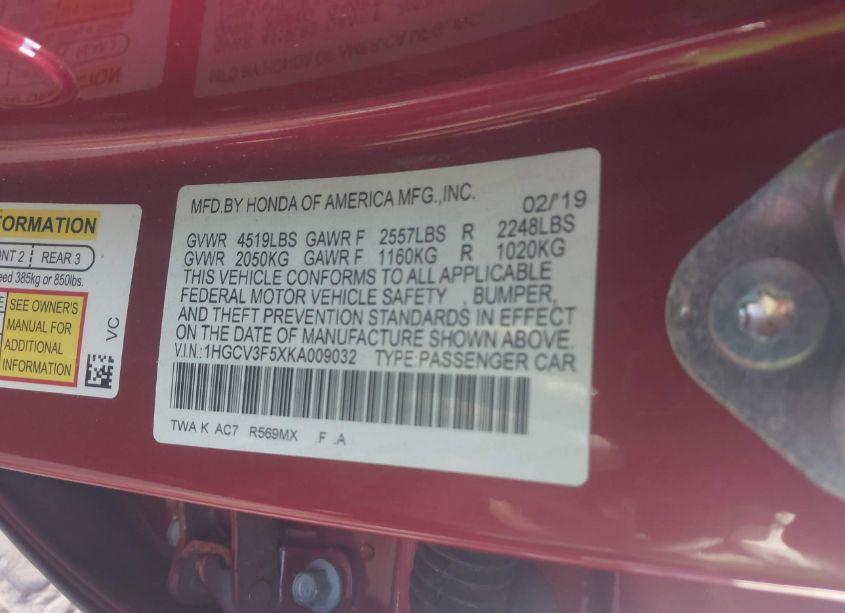 MFD.BY HONDA OF AMERICA MFG.,INC. 02/'19
GVWR 4519LBS GAWR F 2557LBS R 2248LBS
GVWR 2050KG GAWR F 1160KG R 1020KG
THIS VEHICLE CONFORMS TO ALL APPLICABLE
FEDERAL MOTOR VEHICLE SAFETY , BUMPER,
AND THEFT PREVENTION STANDARDS IN EFFECT
ON THE DATE OF MANUFACTURE SHOWN ABOVE.
V.I.N.: 1HGCV3F5XKA009032 TYPE:PASSENGER CAR
TWA K AC7 R569MX .F .A
FORMATION
2 REAR 3
385kg or 850lbs.
SEE OWNER'S
MANUAL FOR
ADDITIONAL
INFORMATION
VC